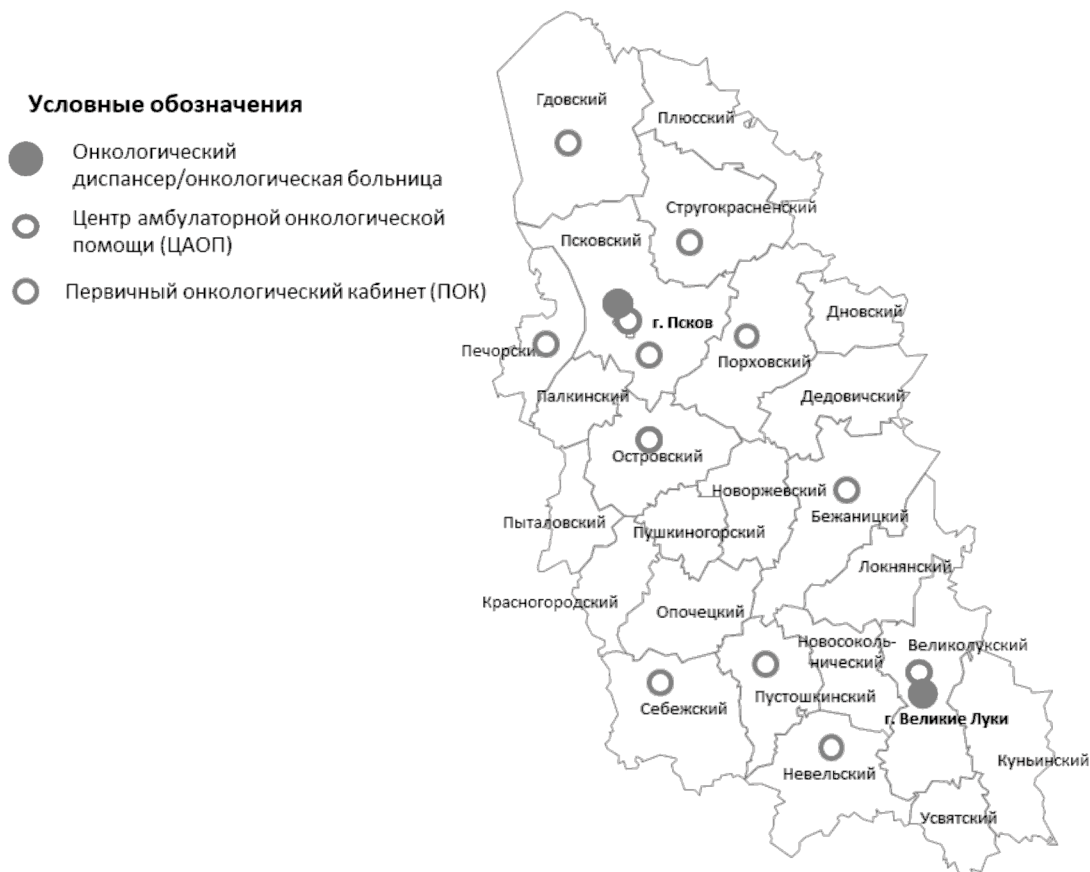 Условные обозначения
Онкологический
диспансер/онкологическая больница
Центр амбулаторной онкологической
помощи (ЦАОП)
Первичный онкологический кабинет (ПОК)
Гдовский
Плюсский
Стругокрасненский
Псковский
г. Псков
Дновский
Печорский
Порховский
Палкинский
Дедовичский
Островский
Новоржевский
Бежаницкий
Пыталовский
Пушкиногорский
Локнянский
Красногородский
Опочецкий
Новосоколь-
нический
Великолукский
Себежский
Пустошкинский
г. Великие Луки
Невельский
Куньинский
Усвятский